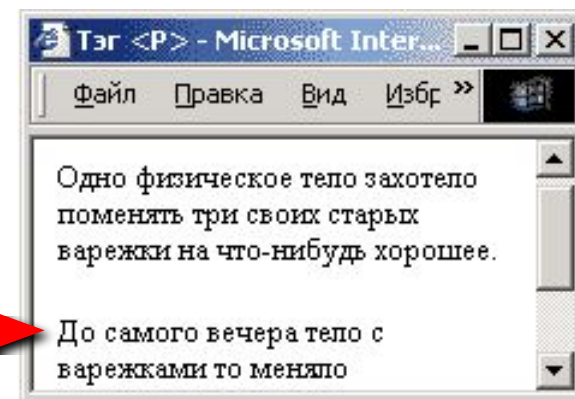 Тэг <P> - Microsoft Inter...
Файл Правка Вид Избр »
Одно физическое тело захотело
поменять три своих старых
варежки на что-нибудь хорошее.
До самого вечера тело с
варежками то меняло